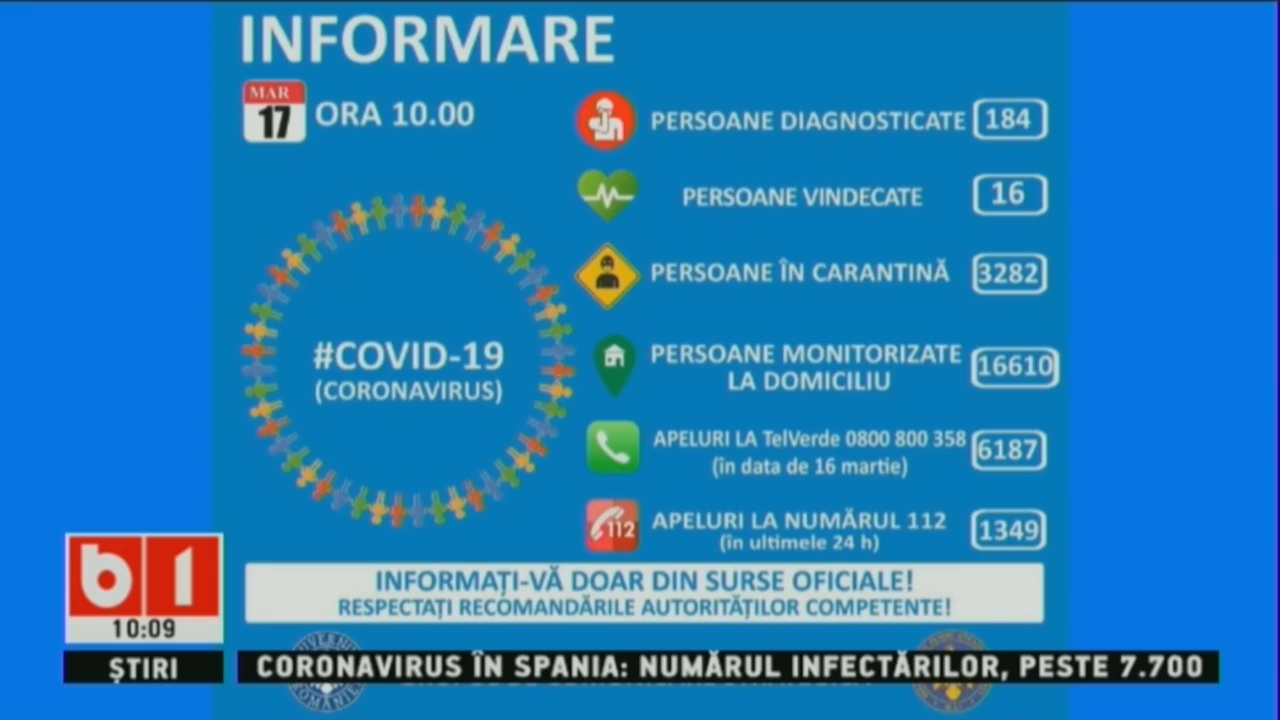 INFORMARE
MAR
17
ORA 10.00
PERSOANE DIAGNOSTICATE 184
PERSOANE VINDECATE 16
PERSOANE ÎN CARANTINĂ 3282
PERSOANE MONITORIZATE
LA DOMICILIU 16610
#COVID-19
(CORONAVIRUS)
APELURI LA TelVerde 0800 800 358 6187
(în data de 16 martie)
112
APELURI LA NUMĂRUL 112 1349
(în ultimele 24 h)
INFORMAȚI-VĂ DOAR DIN SURSE OFICIALE!
RESPECTAȚI RECOMANDĂRILE AUTORITĂȚILOR COMPETENTE!
b1
10:09
ȘTIRI
CORONAVIRUS ÎN SPANIA: NUMĂRUL INFECTĂRILOR, PESTE 7.700